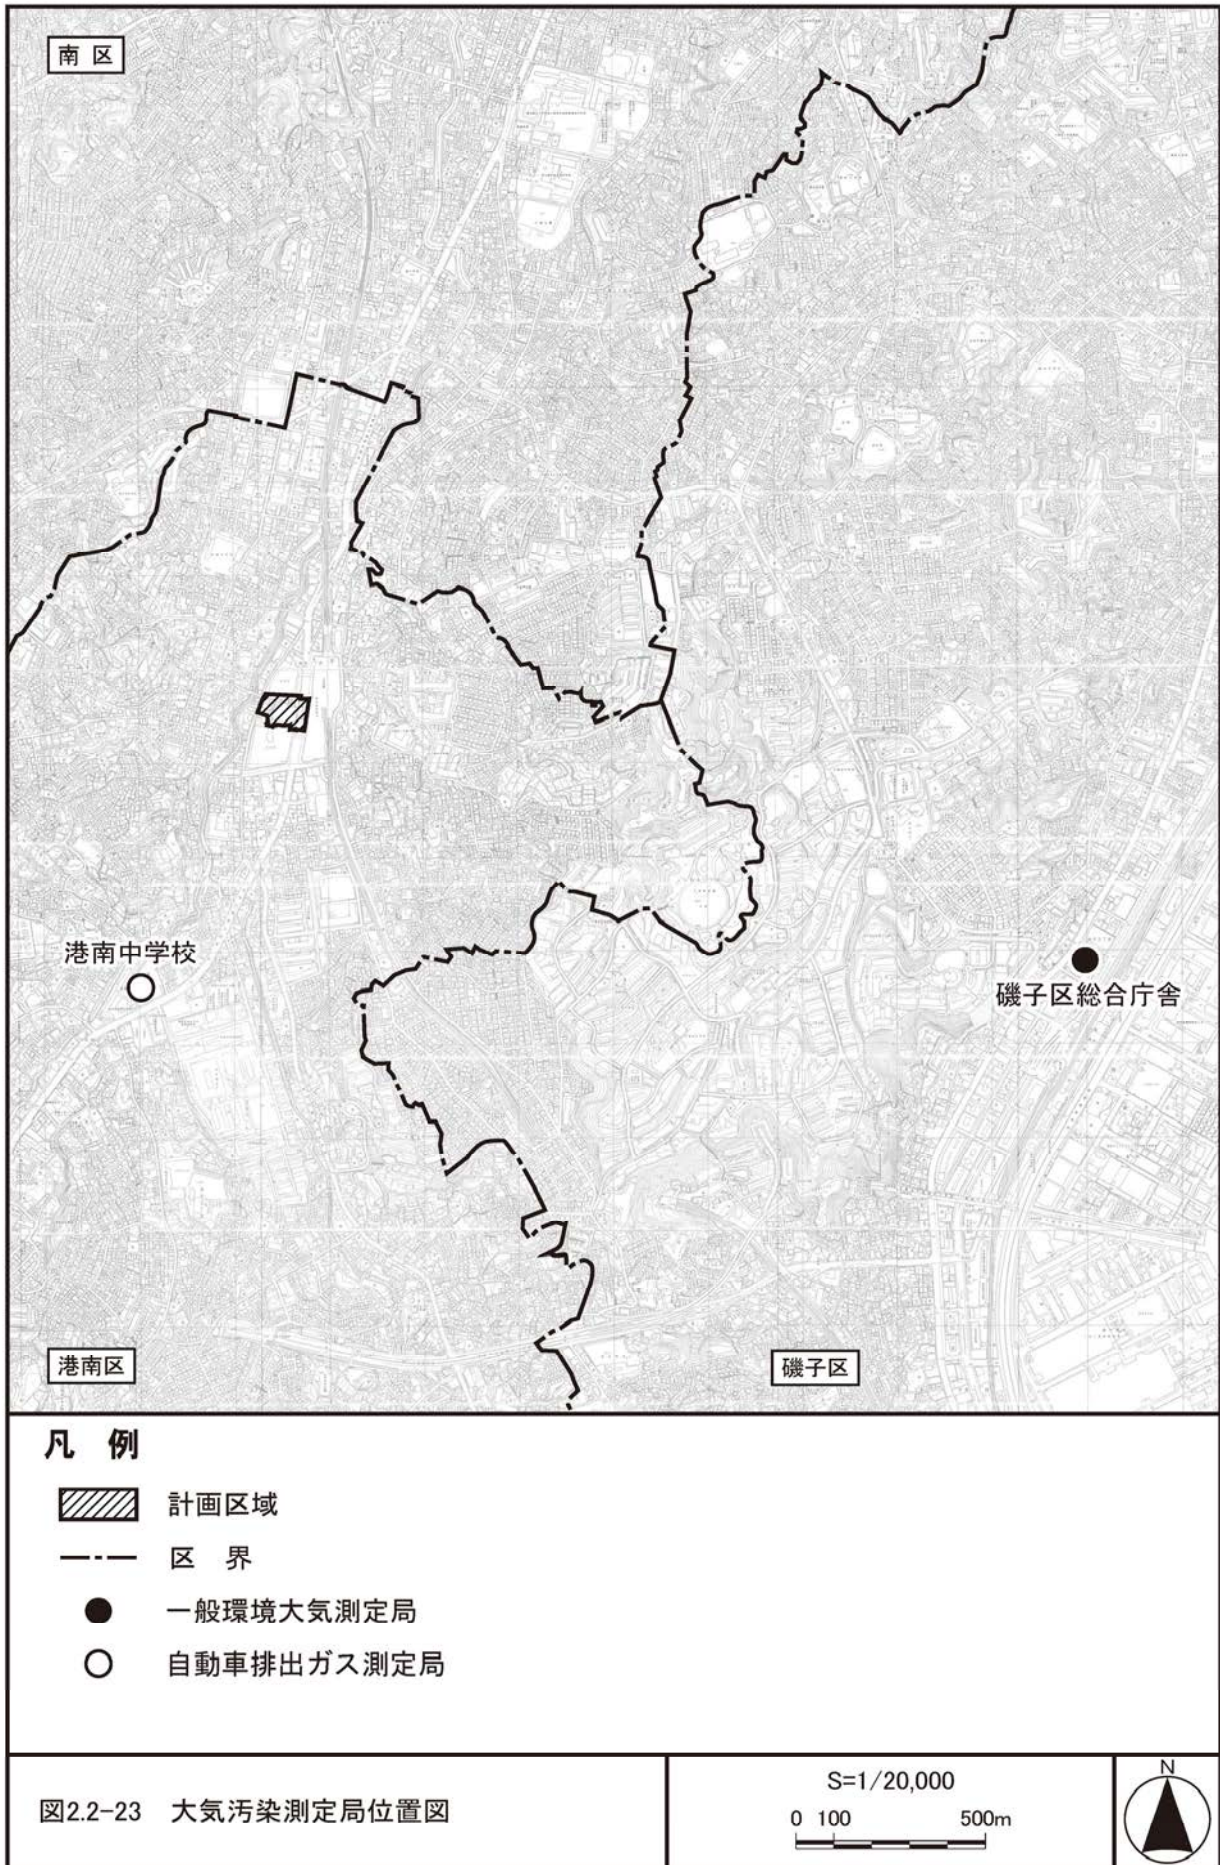 南 区
港南中学校
磯子区総合庁舎
港南区
磯子区
凡 例
計画区域
区 界
一般環境大気測定局
自動車排出ガス測定局
図2.2-23 大気汚染測定局位置図
S=1/20,000
0 100 500m
N